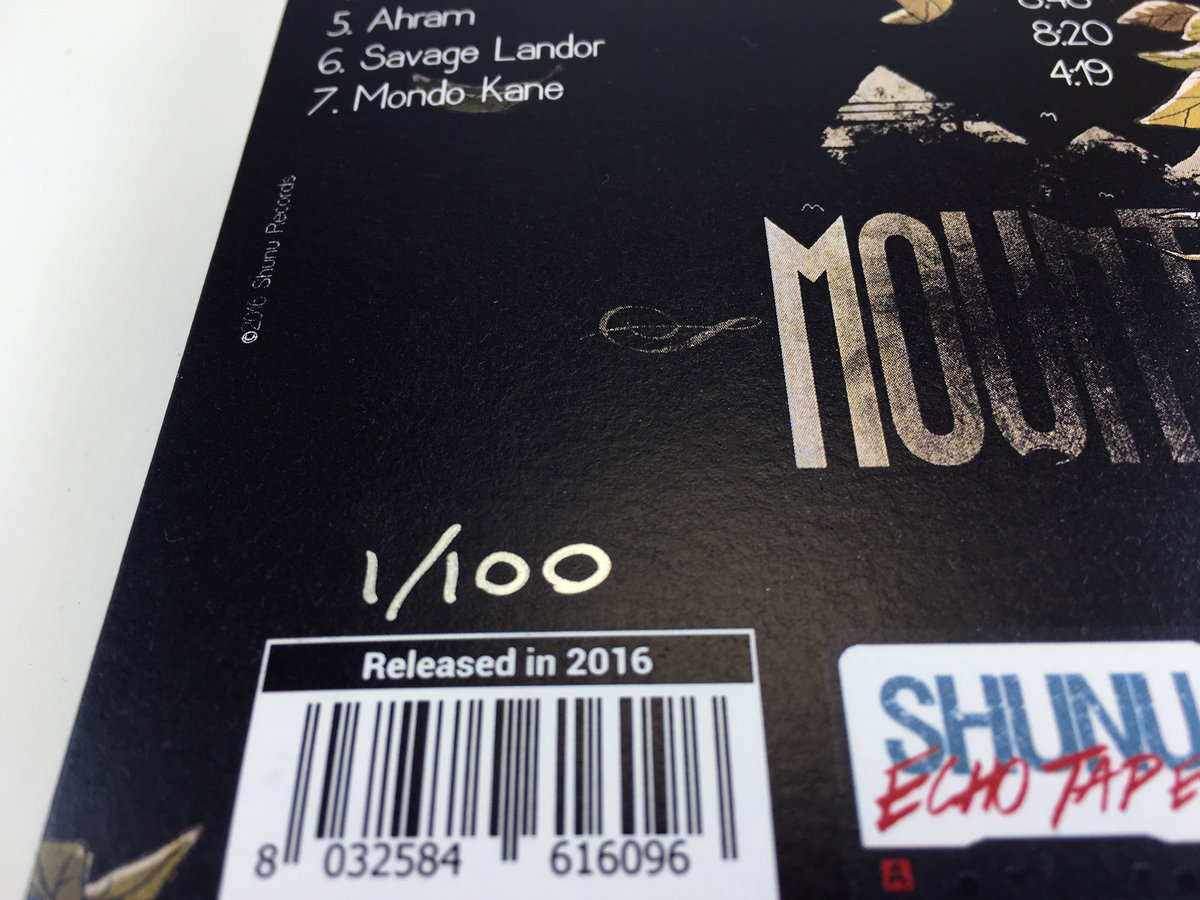 5. Ahram
6. Savage Landor
7. Mondo Kane
8:20
4:19
©2016 Shunu Records
MOUNT
1/100
Released in 2016
8 032584 616096
SHUNU
ECHO TAPE
A